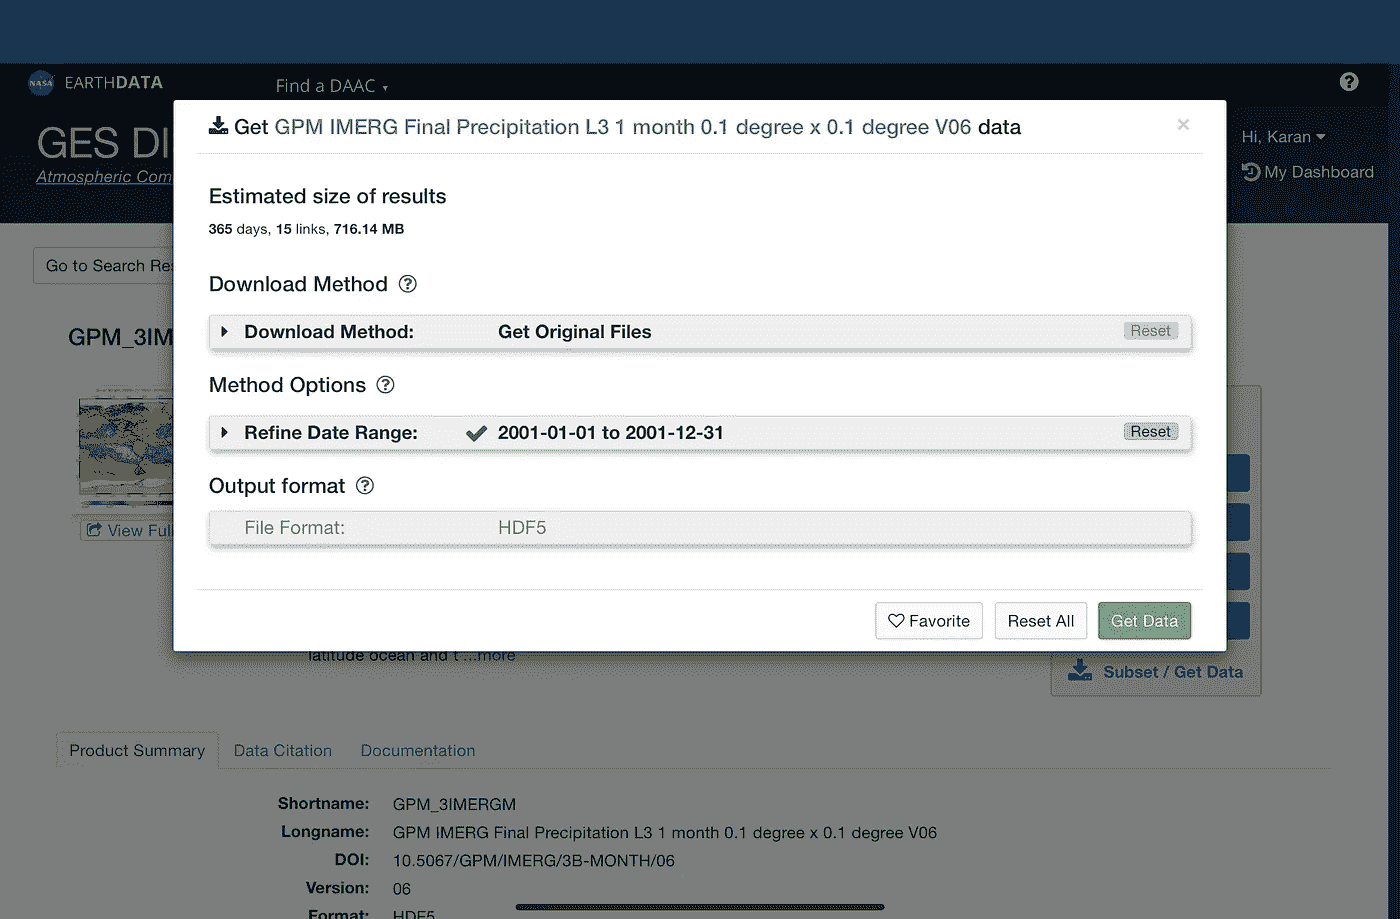 NASA EARTHDATA Find a DAAC
GES DI
Atmospheric Com
Hi, Karan
My Dashboard
Get GPM IMERG Final Precipitation L3 1 month 0.1 degree x 0.1 degree V06 data ×
Estimated size of results
365 days, 15 links, 716.14 MB
Download Method ?
Download Method: Get Original Files Reset
Method Options ?
Refine Date Range: 2001-01-01 to 2001-12-31 Reset
Output format ?
File Format: HDF5
Favorite Reset All Get Data
Go to Search Res
GPM_3IM
View Full
latitude ocean and t ...more
Subset / Get Data
Product Summary Data Citation Documentation
Shortname: GPM_3IMERGM
Longname: GPM IMERG Final Precipitation L3 1 month 0.1 degree x 0.1 degree V06
DOI: 10.5067/GPM/IMERG/3B-MONTH/06
Version: 06
Format: HDF5